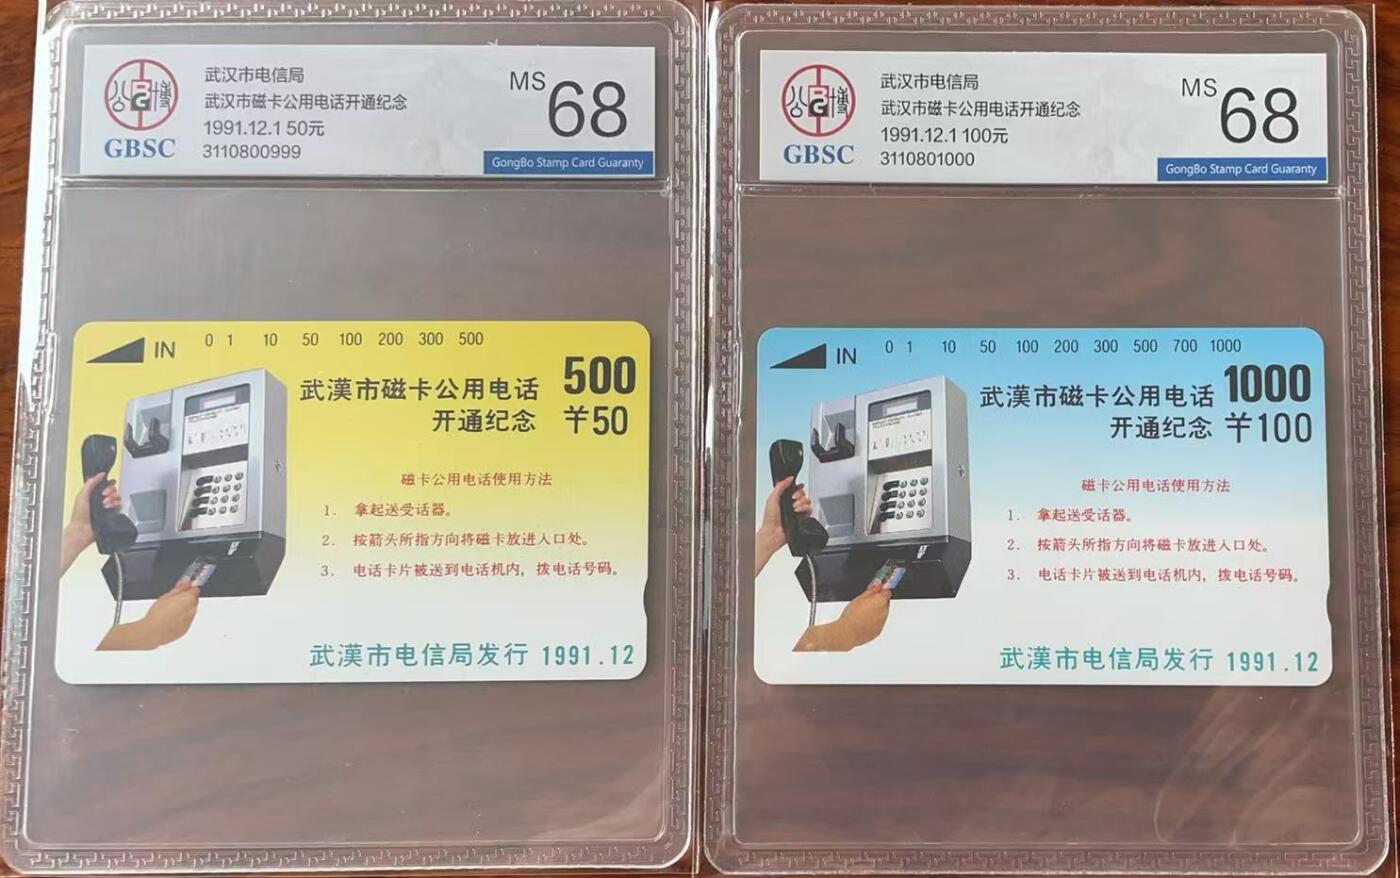 公博
BG
GBSC
武汉市电信局
武汉市磁卡公用电话开通纪念
1991.12.1 50元
3110800999
MS 68
GongBo Stamp Card Guaranty
IN 0 1 10 50 100 200 300 500
武漢市磁卡公用电话 500
开通纪念 ¥50
磁卡公用电话使用方法
1. 拿起送受话器。
2. 按箭头所指方向将磁卡放进入口处。
3. 电话卡片被送到电话机内，拨电话号码。
武漢市电信局发行 1991.12
公博
BG
GBSC
武汉市电信局
武汉市磁卡公用电话开通纪念
1991.12.1 100元
3110801000
MS 68
GongBo Stamp Card Guaranty
IN 0 1 10 50 100 200 300 500 700 1000
武漢市磁卡公用电话 1000
开通纪念 ¥100
磁卡公用电话使用方法
1. 拿起送受话器。
2. 按箭头所指方向将磁卡放进入口处。
3. 电话卡片被送到电话机内，拨电话号码。
武漢市电信局发行 1991.12